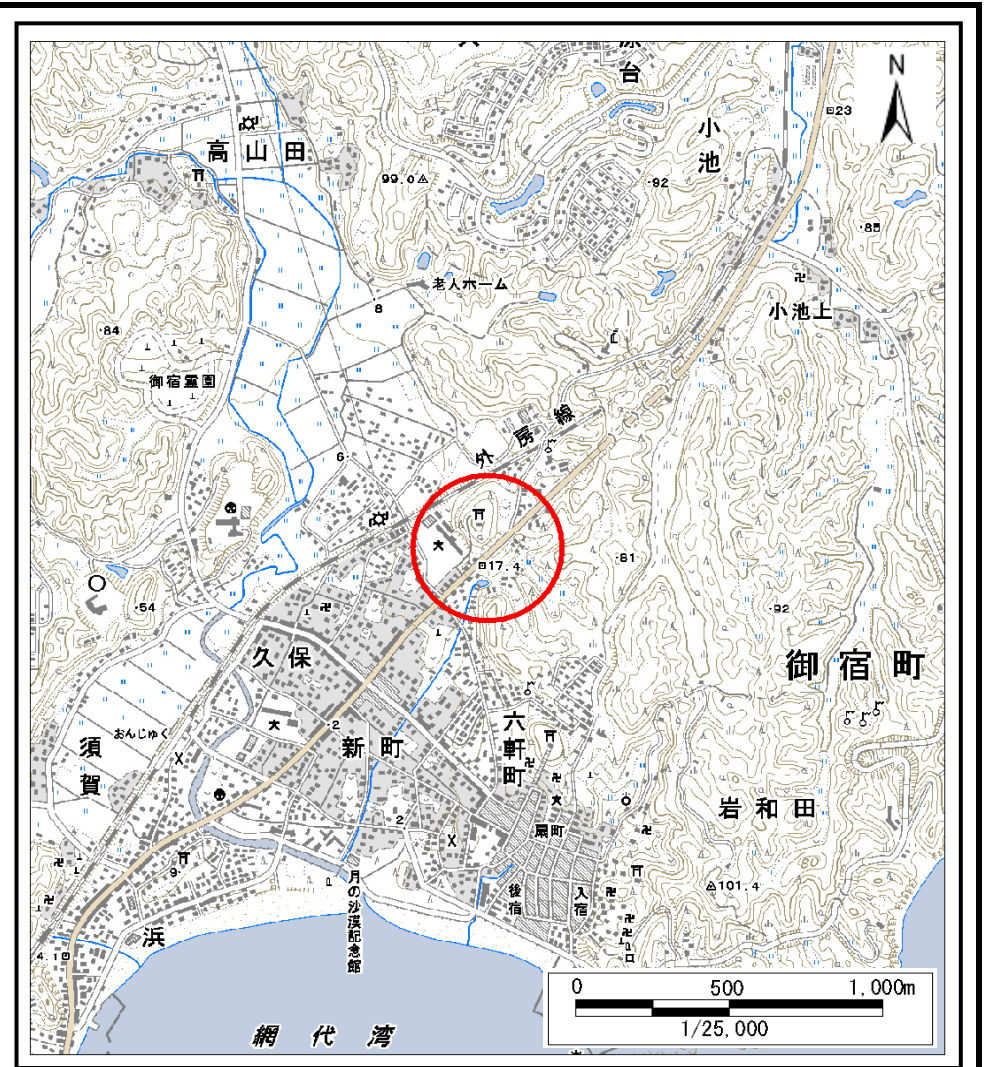 原台
N
高山田
小池
23
99.0
92
85
老人ホーム
8
小池上
84
御宿霊園
外房線
6
文
17.4
81
54
92
久保
御宿町
おんじゅく
文
須賀
新町
2
六軒町
岩和田
文
扇町
2
9
101.4
月の沙漠記念館
後宿
入宿
浜
4.1
0 500 1,000m
1/25,000
網代湾